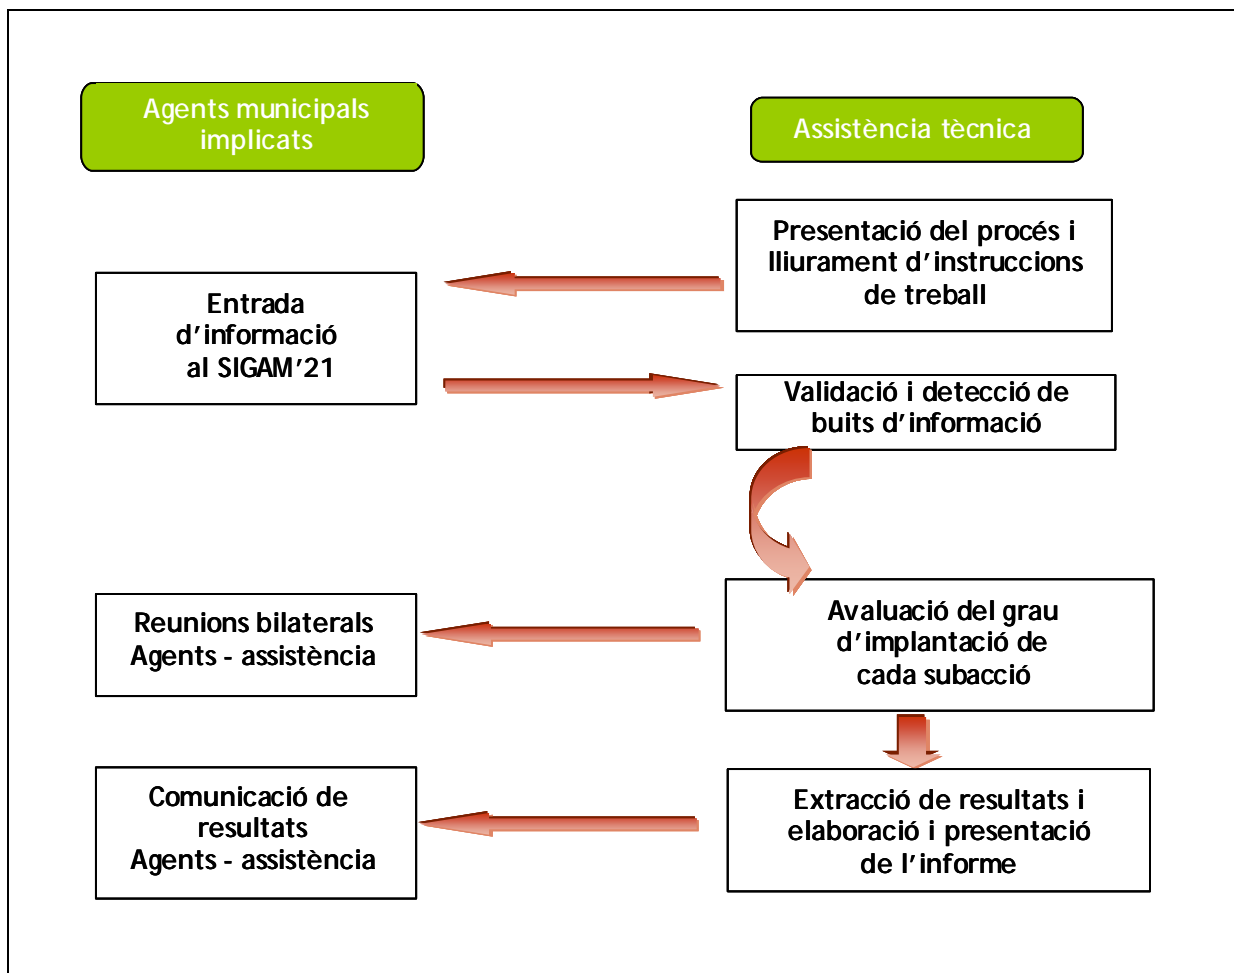 Agents municipals
implicats
Assistència tècnica
Presentació del procés i
lliurament d’instruccions
de treball
Entrada
d’informació
al SIGAM’21
Validació i detecció de
buits d’informació
Avaluació del grau
d’implantació de
cada subacció
Reunions bilaterals
Agents - assistència
Extracció de resultats i
elaboració i presentació
de l’informe
Comunicació de
resultats
Agents - assistència